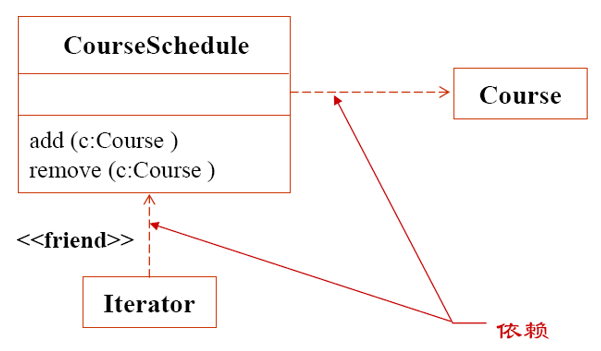 CourseSchedule
Course
add (c:Course )
remove (c:Course )
<<friend>>
Iterator
依赖